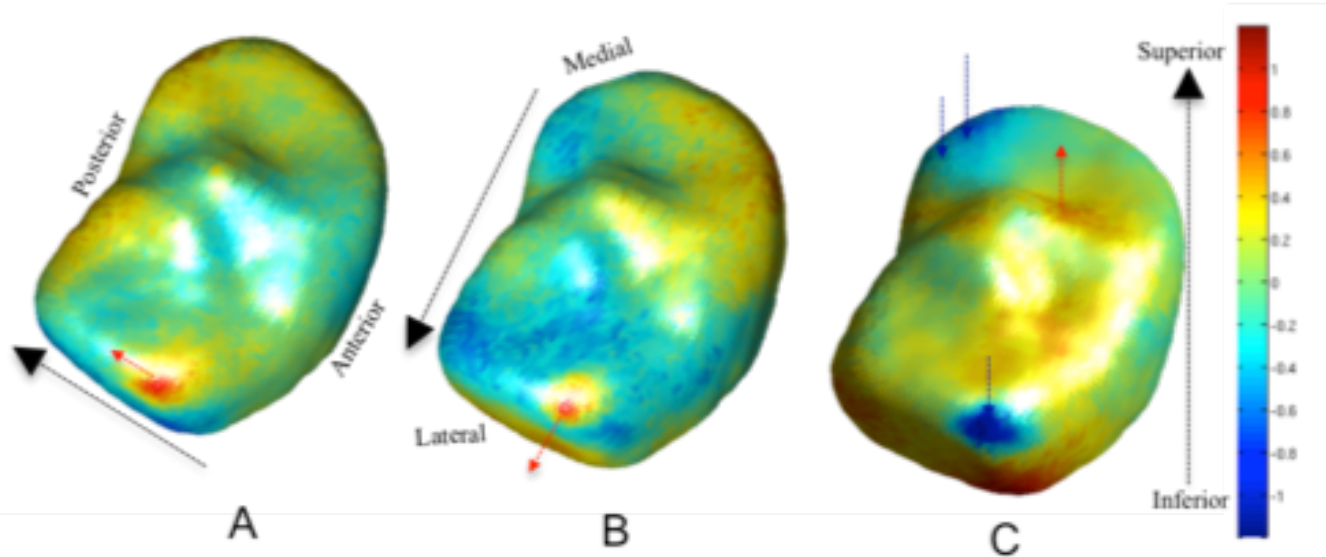 Posterior
Anterior
A
Medial
Lateral
B
Superior
Inferior
C
1
0.8
0.6
0.4
0.2
0
-0.2
-0.4
-0.6
-0.8
-1